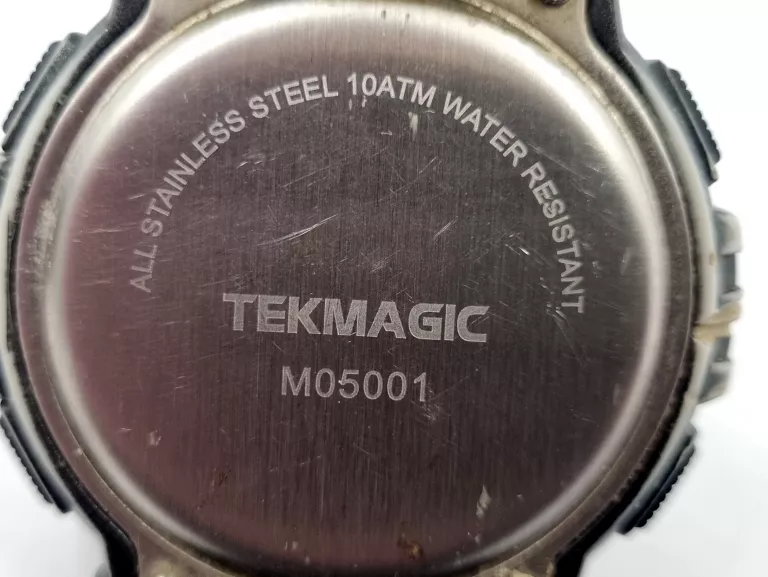 ALL STAINLESS STEEL 10ATM WATER RESISTANT
TEKMAGIC
M05001